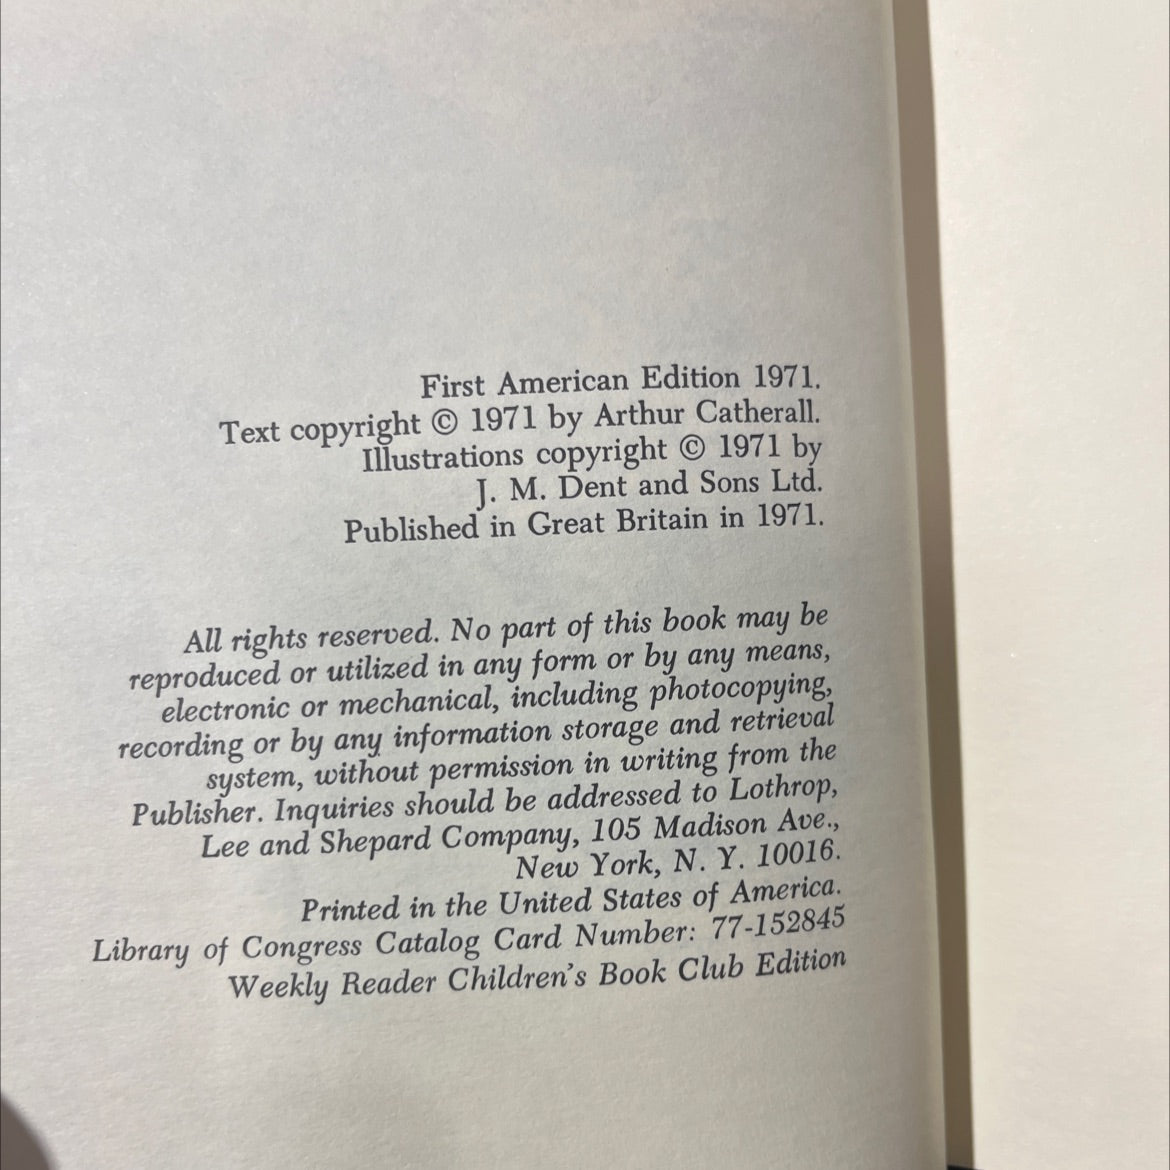 First American Edition 1971.
Text copyright © 1971 by Arthur Catherall.
Illustrations copyright © 1971 by
J. M. Dent and Sons Ltd.
Published in Great Britain in 1971.
All rights reserved. No part of this book may be
reproduced or utilized in any form or by any means,
electronic or mechanical, including photocopying,
recording or by any information storage and retrieval
system, without permission in writing from the
Publisher. Inquiries should be addressed to Lothrop,
Lee and Shepard Company, 105 Madison Ave.,
New York, N. Y. 10016.
Printed in the United States of America.
Library of Congress Catalog Card Number: 77-152845
Weekly Reader Children's Book Club Edition